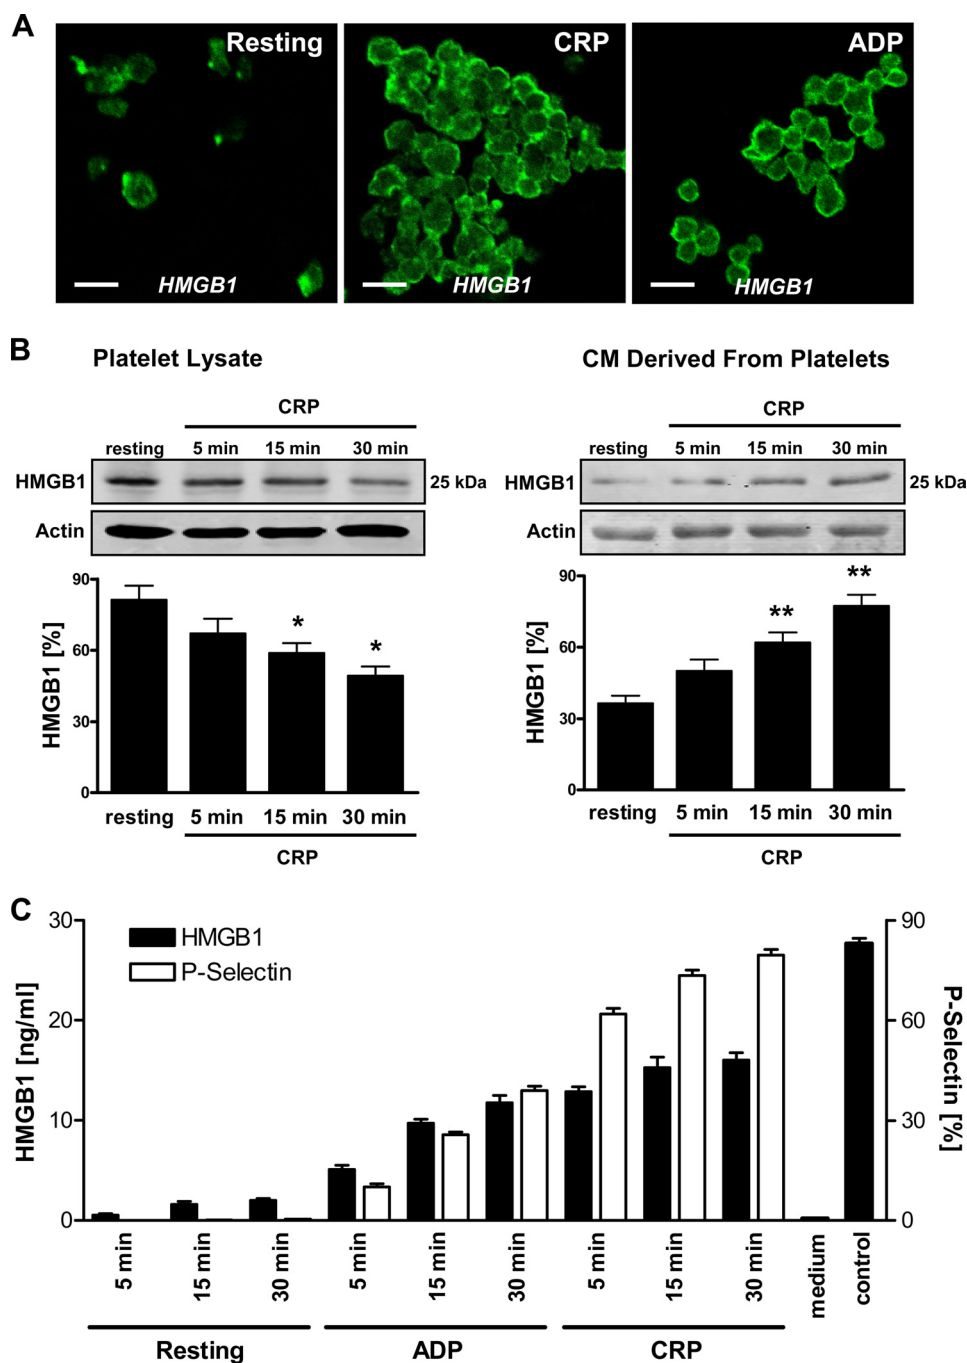 A
Resting
CRP
ADP
HMGB1
HMGB1
HMGB1
B
Platelet Lysate
CRP
resting 5 min 15 min 30 min
HMGB1
25 kDa
Actin
90
60
30
0
HMGB1 [%]
*
*
resting 5 min 15 min 30 min
CRP
CM Derived From Platelets
CRP
resting 5 min 15 min 30 min
HMGB1
25 kDa
Actin
90
60
30
0
HMGB1 [%]
**
**
resting 5 min 15 min 30 min
CRP
C
HMGB1
P-Selectin
30
20
10
0
HMGB1 [ng/ml]
90
60
30
0
P-Selectin [%]
5 min
15 min
30 min
5 min
15 min
30 min
5 min
15 min
30 min
medium
control
Resting
ADP
CRP